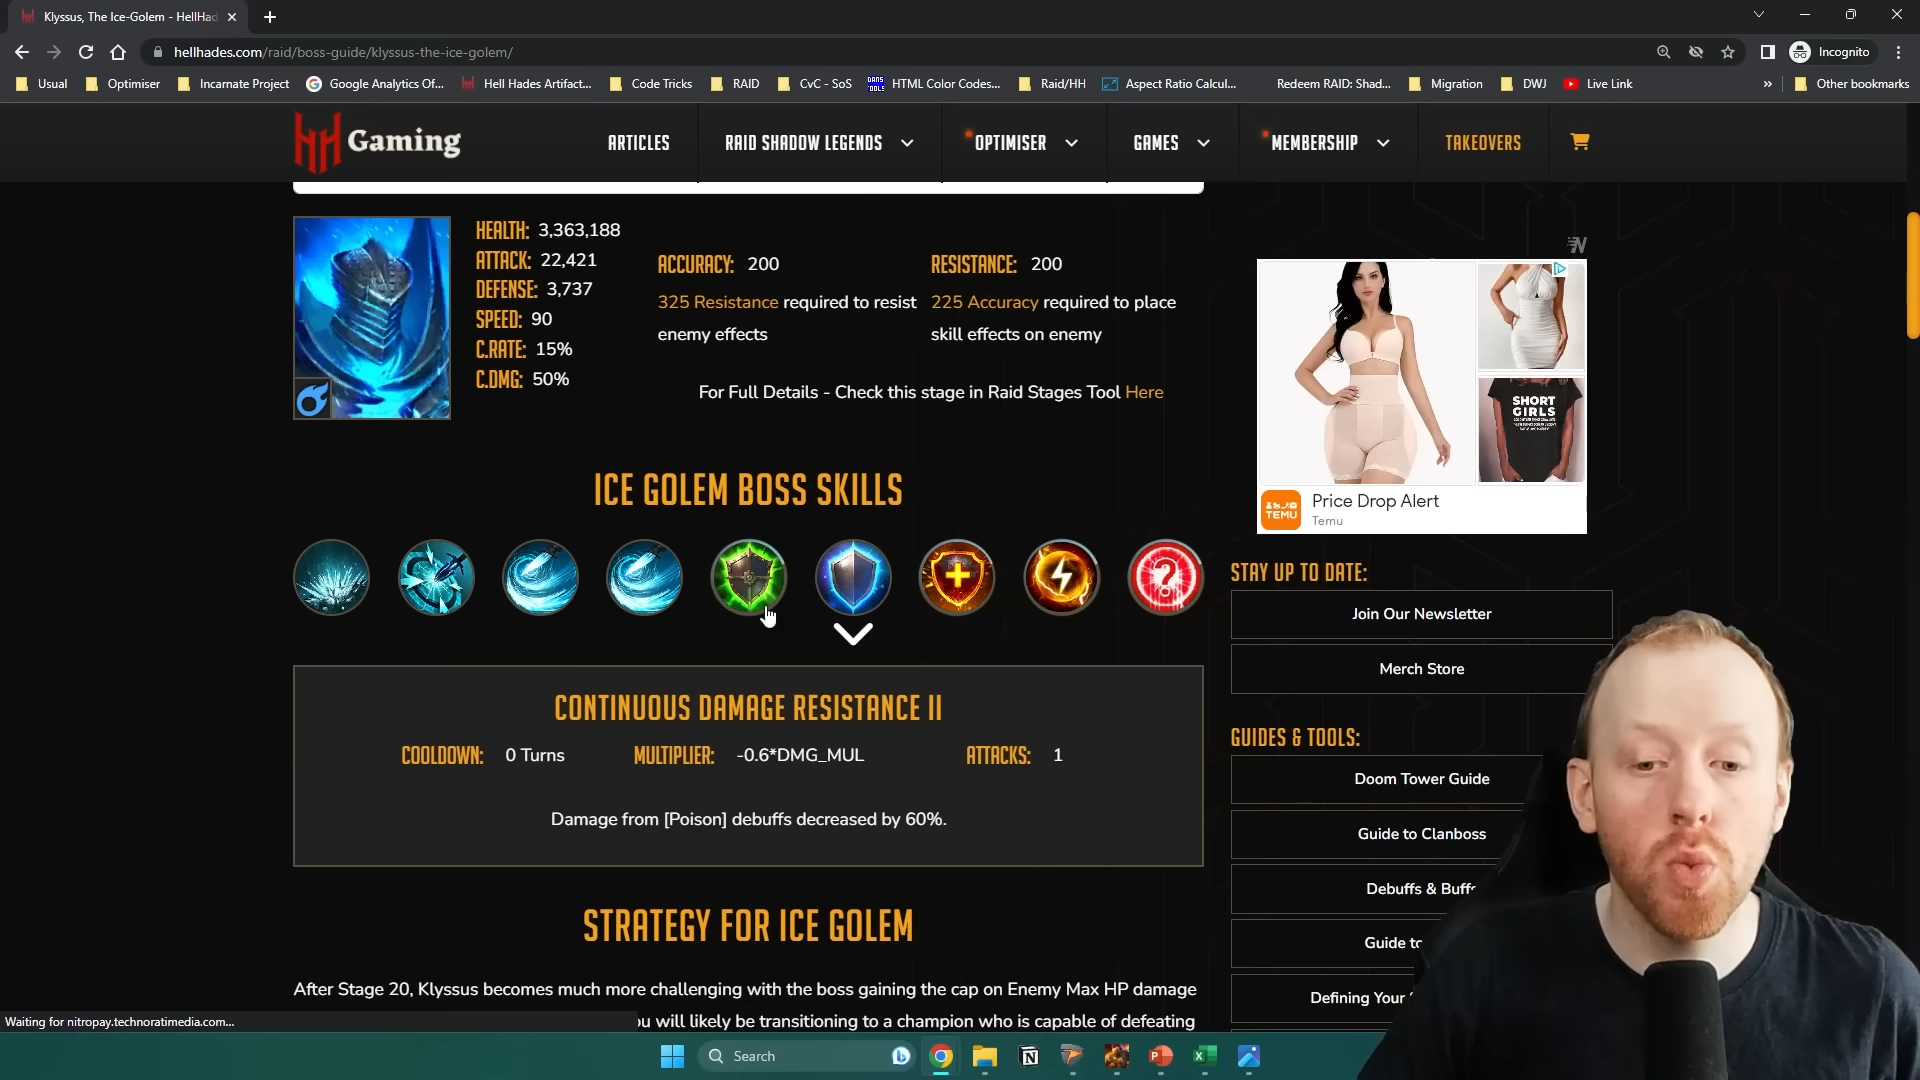 Klyssus, The Ice-Golem - HellHad
hellhades.com/raid/boss-guide/klyssus-the-ice-golem/
Incognito
Usual
Optimiser
Incarnate Project
Google Analytics Of...
Hell Hades Artifact...
Code Tricks
RAID
CvC - SoS
HTML Color Codes...
Raid/HH
Aspect Ratio Calcul...
Redeem RAID: Shad...
Migration
DWJ
Live Link
»
Other bookmarks
HH Gaming
ARTICLES
RAID SHADOW LEGENDS
OPTIMISER
GAMES
MEMBERSHIP
TAKEOVERS
HEALTH: 3,363,188
ATTACK: 22,421
DEFENSE: 3,737
SPEED: 90
C.RATE: 15%
C.DMG: 50%
ACCURACY: 200
325 Resistance required to resist
enemy effects
RESISTANCE: 200
225 Accuracy required to place
skill effects on enemy
For Full Details - Check this stage in Raid Stages Tool Here
SHORT
GIRLS
TEMU
Price Drop Alert
Temu
ICE GOLEM BOSS SKILLS
?
CONTINUOUS DAMAGE RESISTANCE II
COOLDOWN: 0 Turns
MULTIPLIER: -0.6*DMG_MUL
ATTACKS: 1
Damage from [Poison] debuffs decreased by 60%.
STRATEGY FOR ICE GOLEM
After Stage 20, Klyssus becomes much more challenging with the boss gaining the cap on Enemy Max HP damage
ou will likely be transitioning to a champion who is capable of defeating
STAY UP TO DATE:
Join Our Newsletter
Merch Store
GUIDES & TOOLS:
Doom Tower Guide
Guide to Clanboss
Debuffs & Buffs
Guide to
Defining Your
Waiting for nitropay.technoratimedia.com...
Search